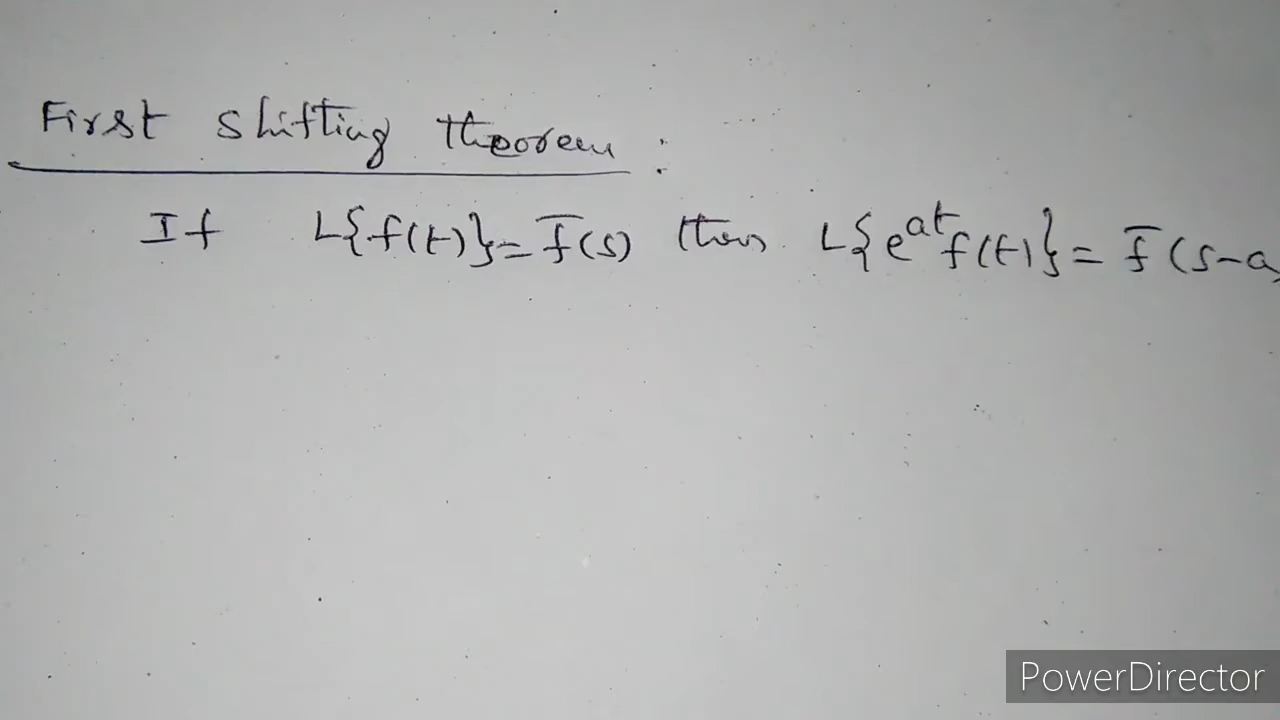 First shifting theorem :
If L{f(t)} = f̅(s) then L{e^{at} f(t)} = f̅(s-a)
PowerDirector